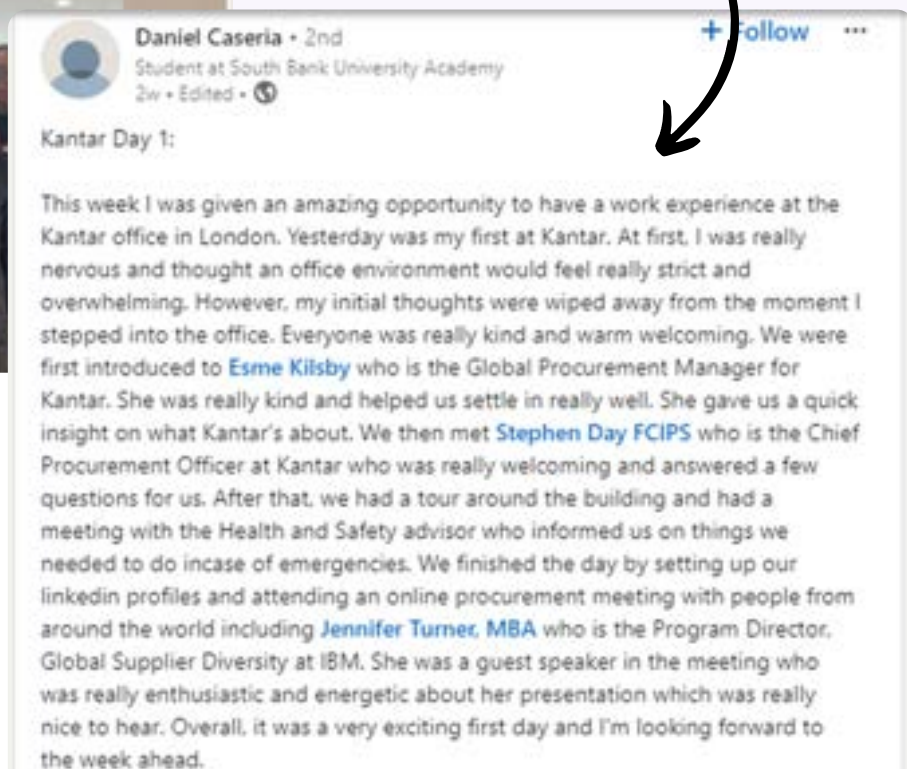 Daniel Caseria • 2nd
+ Follow ...
Student at South Bank University Academy
2w • Edited •
Kantar Day 1:
This week I was given an amazing opportunity to have a work experience at the
Kantar office in London. Yesterday was my first at Kantar. At first, I was really
nervous and thought an office environment would feel really strict and
overwhelming. However, my initial thoughts were wiped away from the moment I
stepped into the office. Everyone was really kind and warm welcoming. We were
first introduced to Esme Kilsby who is the Global Procurement Manager for
Kantar. She was really kind and helped us settle in really well. She gave us a quick
insight on what Kantar's about. We then met Stephen Day FCIPS who is the Chief
Procurement Officer at Kantar who was really welcoming and answered a few
questions for us. After that, we had a tour around the building and had a
meeting with the Health and Safety advisor who informed us on things we
needed to do incase of emergencies. We finished the day by setting up our
linkedin profiles and attending an online procurement meeting with people from
around the world including Jennifer Turner, MBA who is the Program Director,
Global Supplier Diversity at IBM. She was a guest speaker in the meeting who
was really enthusiastic and energetic about her presentation which was really
nice to hear. Overall, it was a very exciting first day and I'm looking forward to
the week ahead.